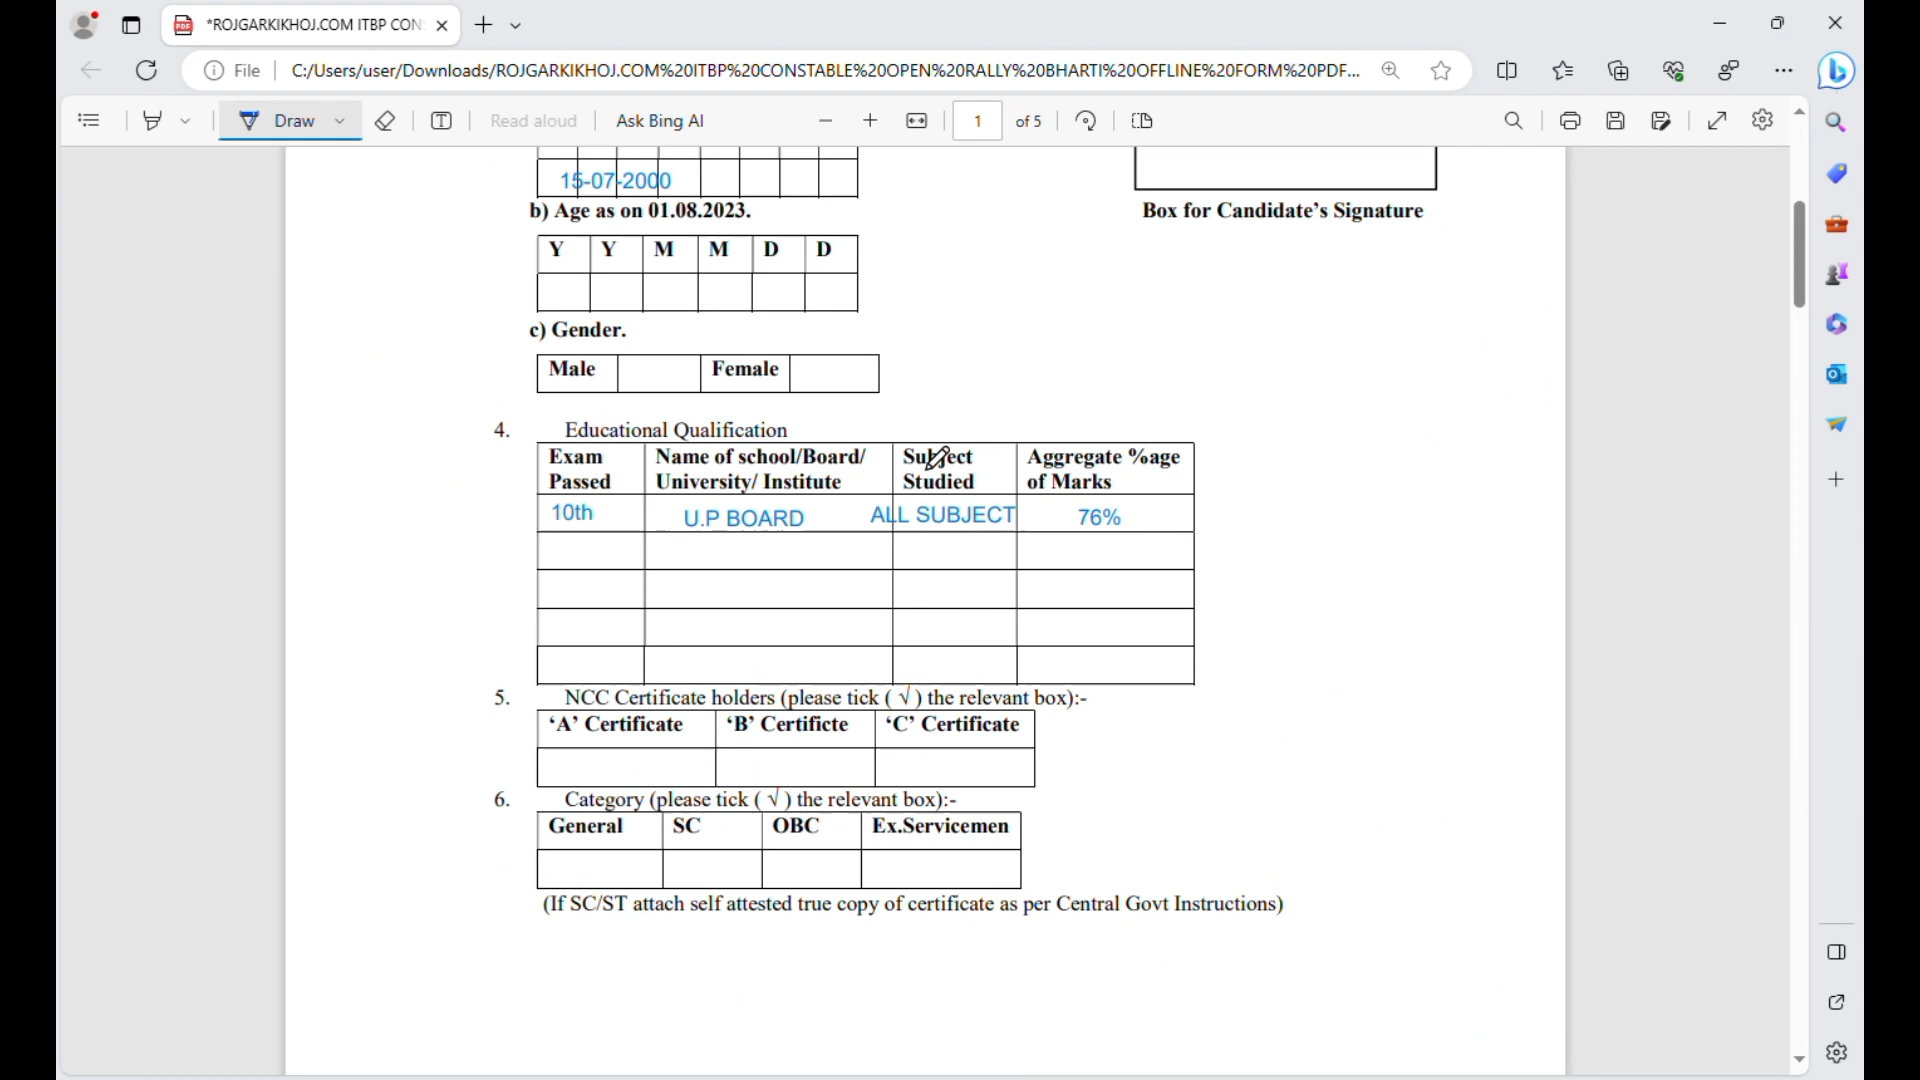 *ROJGARKIKHOJ.COM ITBP CON
File
C:/Users/user/Downloads/ROJGARKIKHOJ.COM%20ITBP%20CONSTABLE%20OPEN%20RALLY%20BHARTI%20OFFLINE%20FORM%20PDF...
Draw
T
Read aloud
Ask Bing AI
1
of 5
15-07-2000
b) Age as on 01.08.2023.
Box for Candidate’s Signature
Y Y M M D D
c) Gender.
Male Female
4. Educational Qualification
Exam Passed
Name of school/Board/ University/ Institute
Subject Studied
Aggregate %age of Marks
10th U.P BOARD ALL SUBJECT 76%
5. NCC Certificate holders (please tick ( √ ) the relevant box):-
‘A’ Certificate ‘B’ Certificte ‘C’ Certificate
6. Category (please tick ( √ ) the relevant box):-
General SC OBC Ex.Servicemen
(If SC/ST attach self attested true copy of certificate as per Central Govt Instructions)